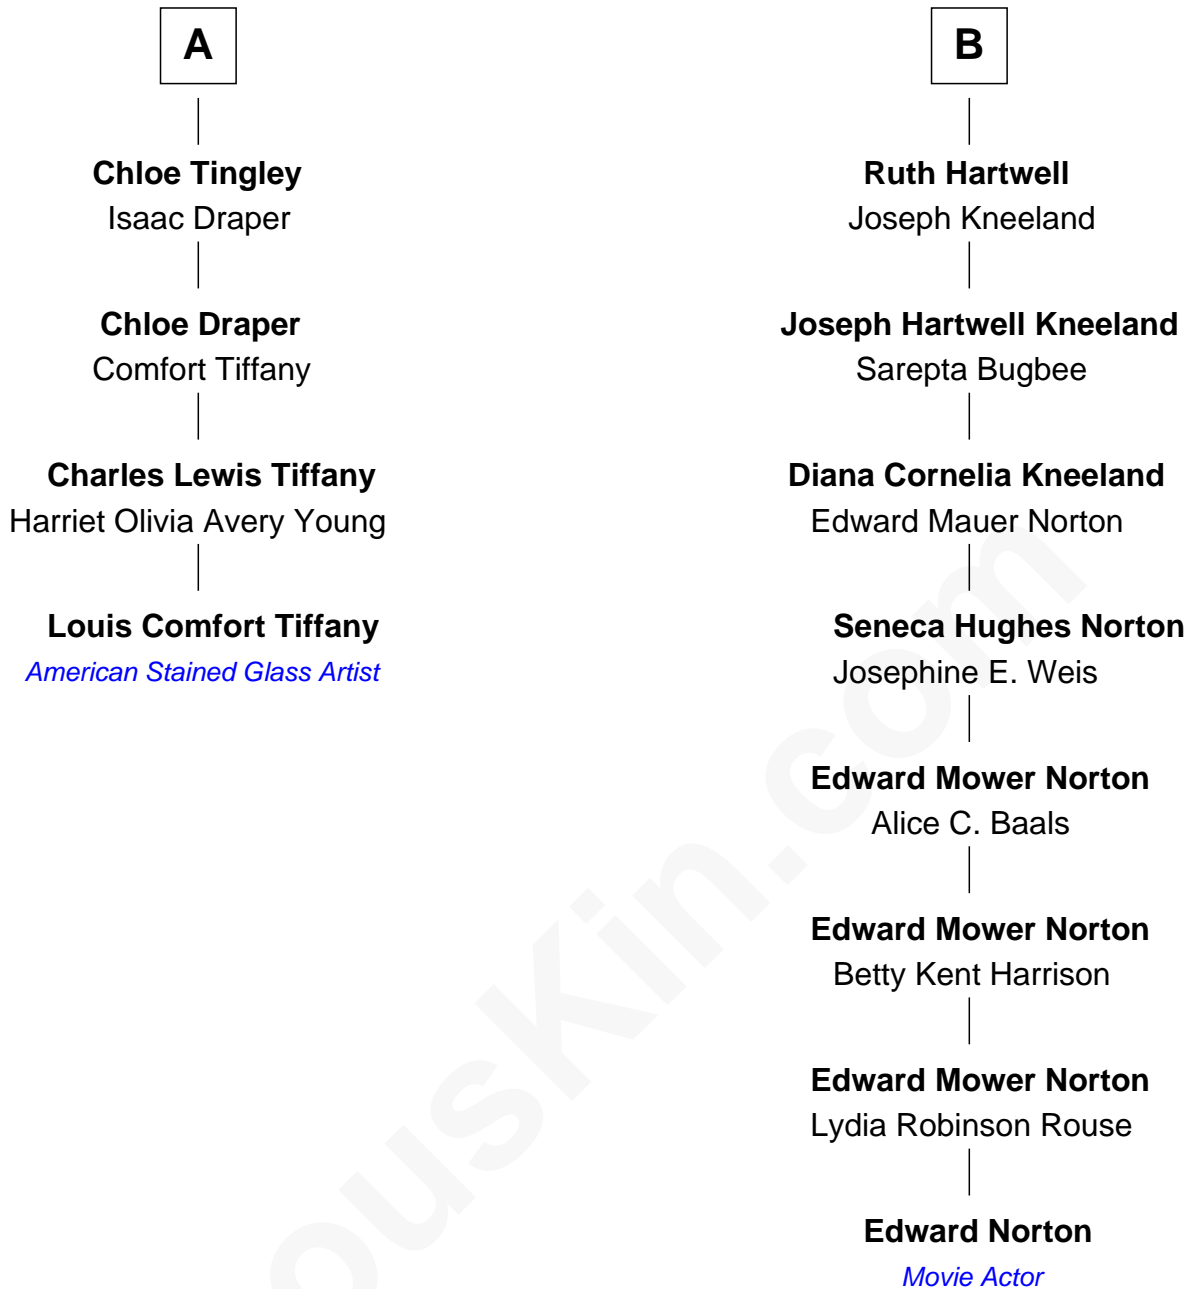 A
Chloe Tingley
Isaac Draper
Chloe Draper
Comfort Tiffany
Charles Lewis Tiffany
Harriet Olivia Avery Young
Louis Comfort Tiffany
American Stained Glass Artist
B
Ruth Hartwell
Joseph Kneeland
Joseph Hartwell Kneeland
Sarepta Bugbee
Diana Cornelia Kneeland
Edward Mauer Norton
Seneca Hughes Norton
Josephine E. Weis
Edward Mower Norton
Alice C. Baals
Edward Mower Norton
Betty Kent Harrison
Edward Mower Norton
Lydia Robinson Rouse
Edward Norton
Movie Actor
ousKin.com